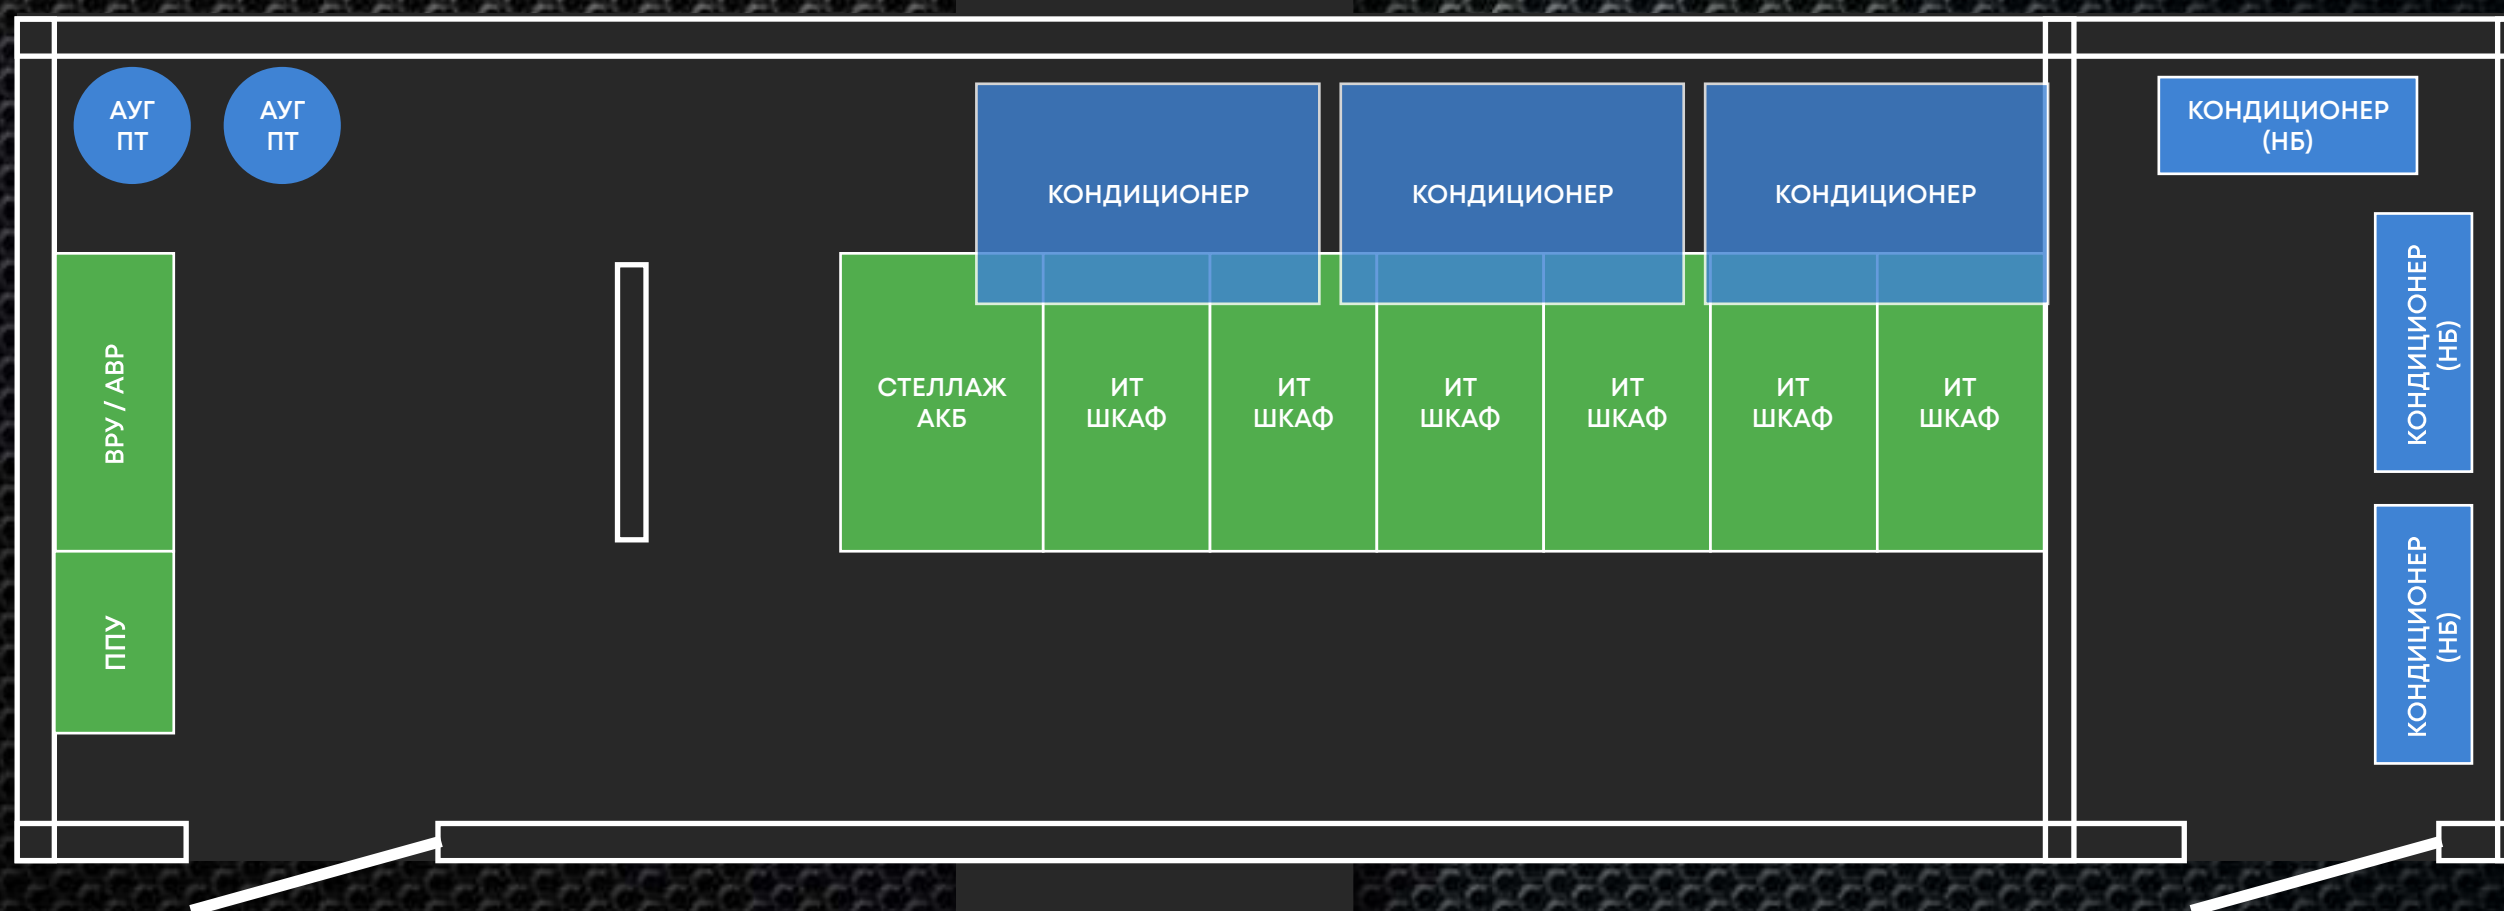 АУГ
ПТ
АУГ
ПТ
КОНДИЦИОНЕР
КОНДИЦИОНЕР
КОНДИЦИОНЕР
КОНДИЦИОНЕР
(НБ)
ВРУ / АВР
ППУ
СТЕЛЛАЖ
АКБ
ИТ
ШКАФ
ИТ
ШКАФ
ИТ
ШКАФ
ИТ
ШКАФ
ИТ
ШКАФ
ИТ
ШКАФ
КОНДИЦИОНЕР
(НБ)
КОНДИЦИОНЕР
(НБ)